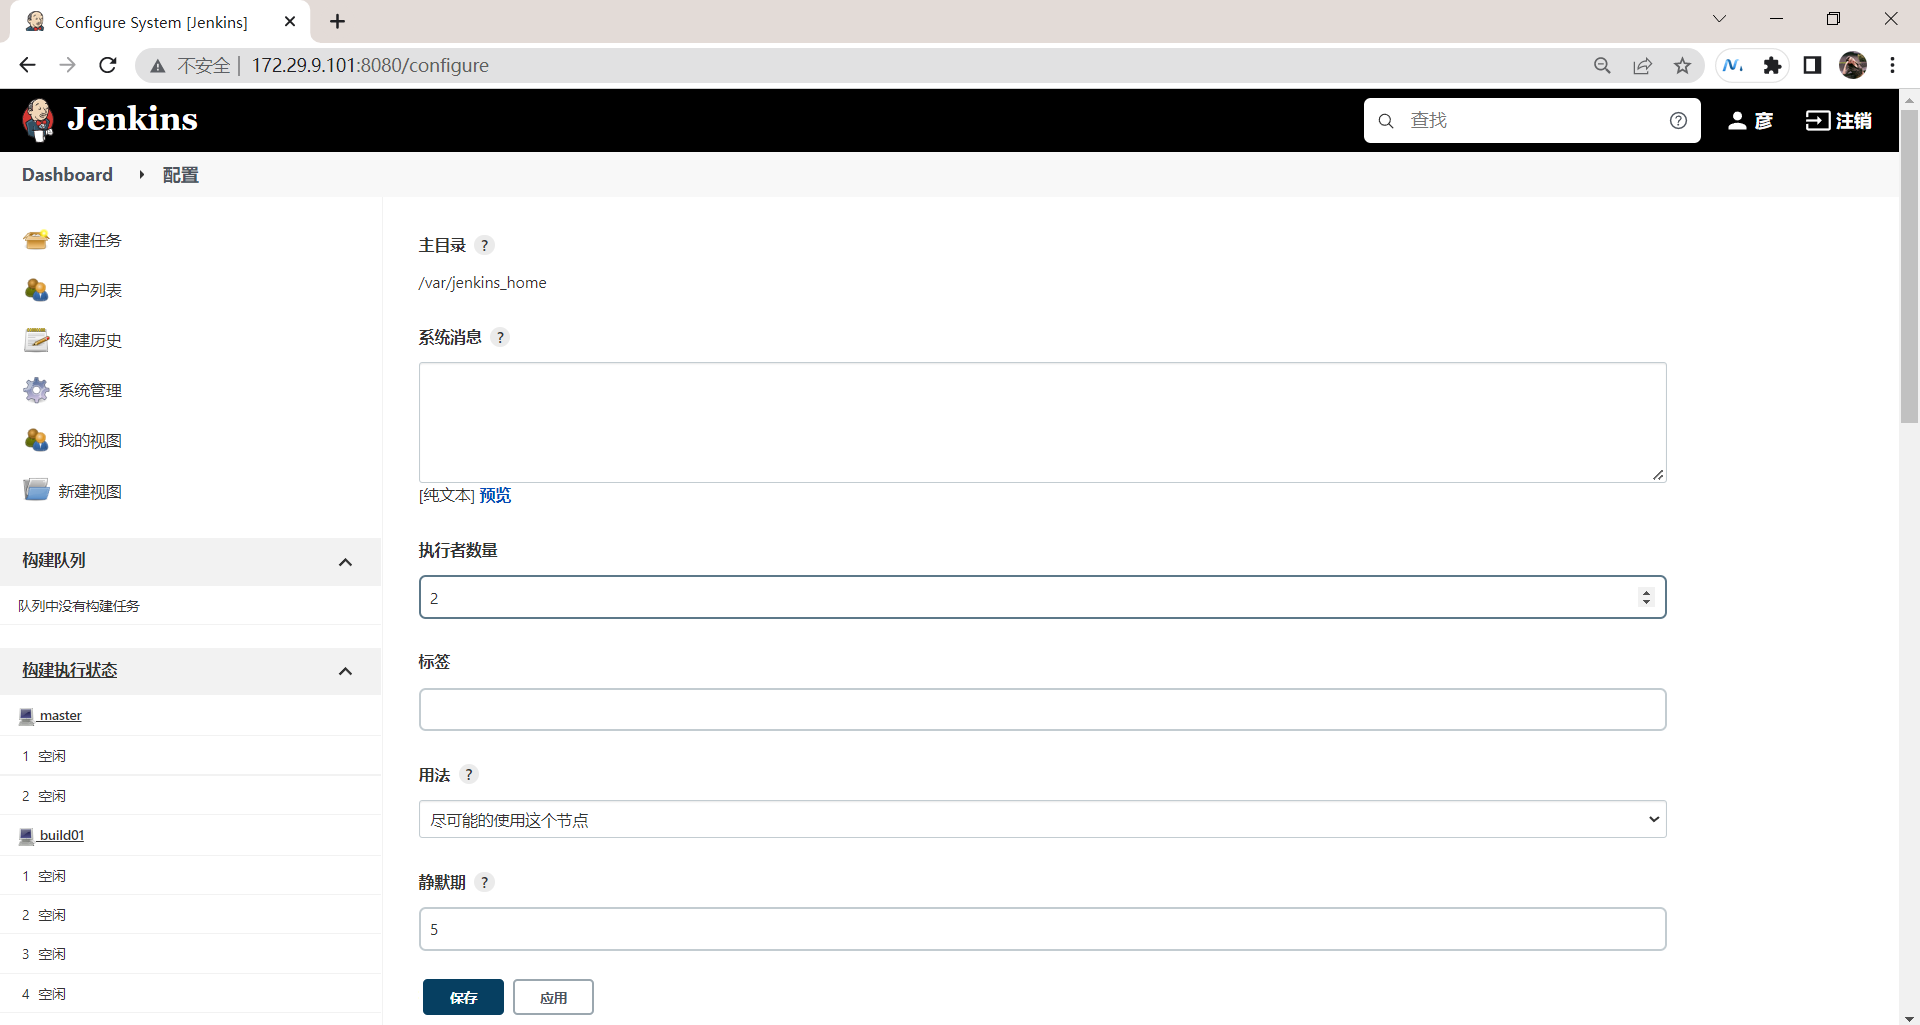 Configure System [Jenkins]
不安全 | 172.29.9.101:8080/configure
Jenkins
查找
彦
注销
Dashboard
配置
新建任务
用户列表
构建历史
系统管理
我的视图
新建视图
构建队列
队列中没有构建任务
构建执行状态
master
1 空闲
2 空闲
build01
1 空闲
2 空闲
3 空闲
4 空闲
主目录 ?
/var/jenkins_home
系统消息 ?
[纯文本] 预览
执行者数量
2
标签
用法 ?
尽可能的使用这个节点
静默期 ?
5
保存 应用